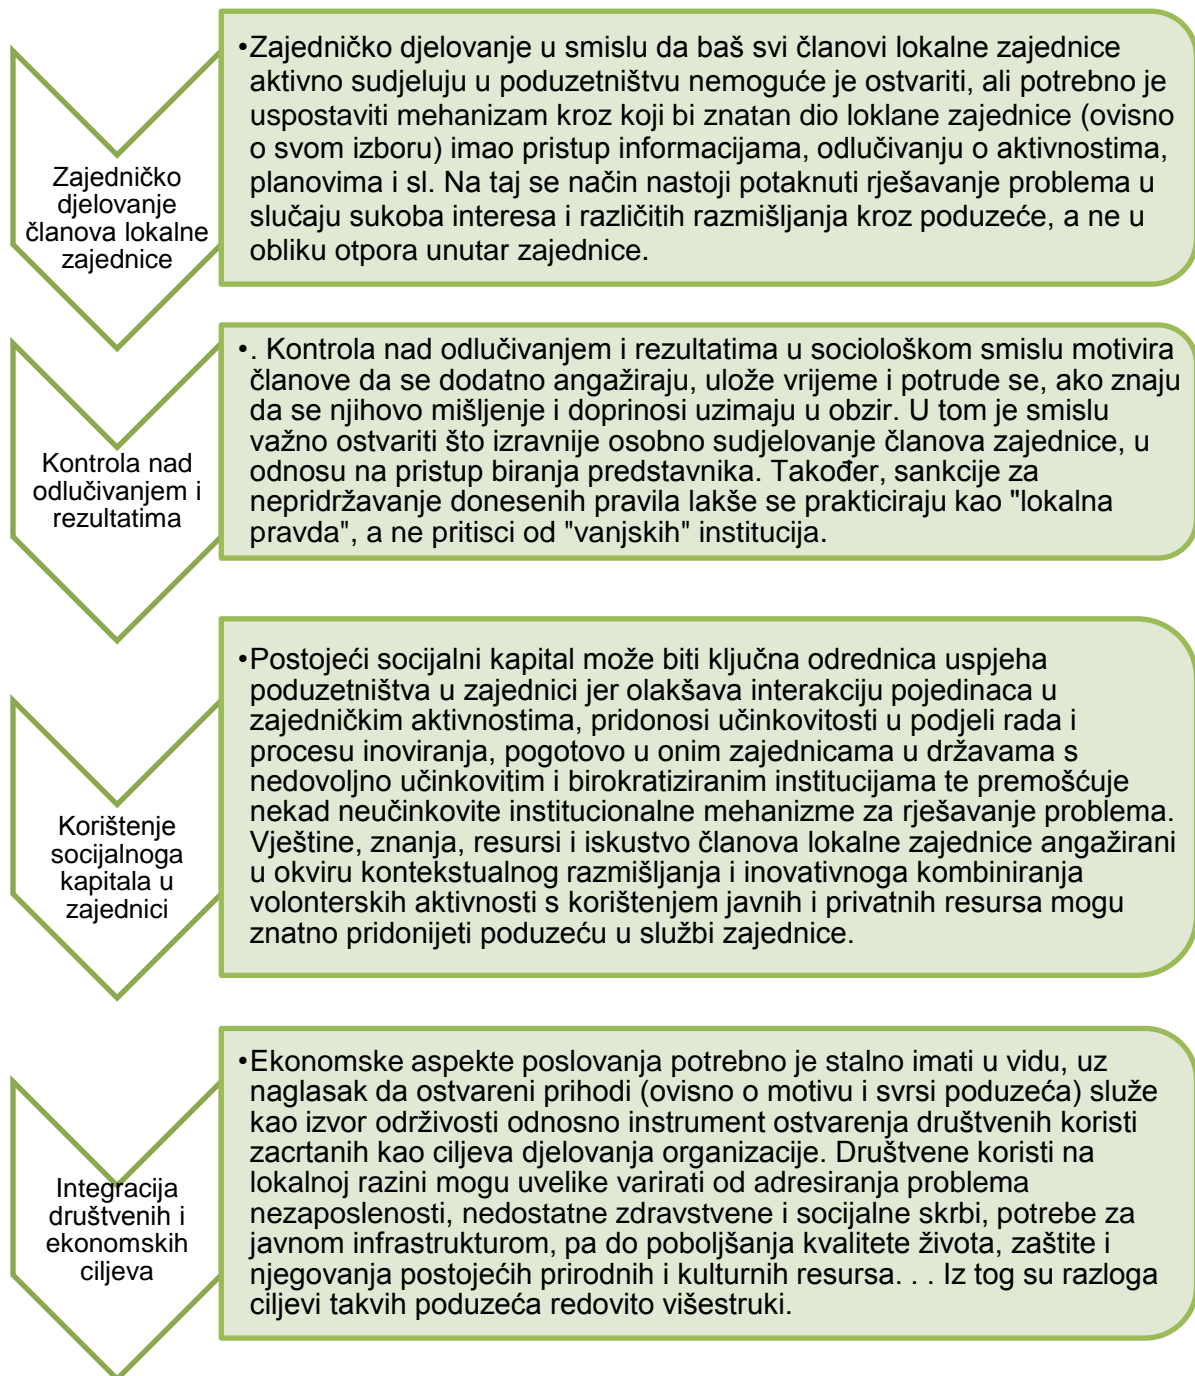 Zajedničko
djelovanje
članova lokalne
zajednice
•Zajedničko djelovanje u smislu da baš svi članovi lokalne zajednice
aktivno sudjeluju u poduzetništvu nemoguće je ostvariti, ali potrebno je
uspostaviti mehanizam kroz koji bi znatan dio loklane zajednice (ovisno
o svom izboru) imao pristup informacijama, odlučivanju o aktivnostima,
planovima i sl. Na taj se način nastoji potaknuti rješavanje problema u
slučaju sukoba interesa i različitih razmišljanja kroz poduzeće, a ne u
obliku otpora unutar zajednice.
Kontrola nad
odlučivanjem i
rezultatima
•. Kontrola nad odlučivanjem i rezultatima u sociološkom smislu motivira
članove da se dodatno angažiraju, ulože vrijeme i potrude se, ako znaju
da se njihovo mišljenje i doprinosi uzimaju u obzir. U tom je smislu
važno ostvariti što izravnije osobno sudjelovanje članova zajednice, u
odnosu na pristup biranja predstavnika. Također, sankcije za
nepridržavanje donesenih pravila lakše se prakticiraju kao "lokalna
pravda", a ne pritisci od "vanjskih" institucija.
Korištenje
socijalnoga
kapitala u
zajednici
•Postojeći socijalni kapital može biti ključna odrednica uspjeha
poduzetništva u zajednici jer olakšava interakciju pojedinaca u
zajedničkim aktivnostima, pridonosi učinkovitosti u podjeli rada i
procesu inoviranja, pogotovo u onim zajednicama u državama s
nedovoljno učinkovitim i birokratiziranim institucijama te premošćuje
nekad neučinkovite institucionalne mehanizme za rješavanje problema.
Vještine, znanja, resursi i iskustvo članova lokalne zajednice angažirani
u okviru kontekstualnog razmišljanja i inovativnoga kombiniranja
volonterskih aktivnosti s korištenjem javnih i privatnih resursa mogu
znatno pridonijeti poduzeću u službi zajednice.
Integracija
društvenih i
ekonomskih
ciljeva
•Ekonomske aspekte poslovanja potrebno je stalno imati u vidu, uz
naglasak da ostvareni prihodi (ovisno o motivu i svrsi poduzeća) služe
kao izvor održivosti odnosno instrument ostvarenja društvenih koristi
zacrtanih kao ciljeva djelovanja organizacije. Društvene koristi na
lokalnoj razini mogu uvelike varirati od adresiranja problema
nezaposlenosti, nedostatne zdravstvene i socijalne skrbi, potrebe za
javnom infrastrukturom, pa do poboljšanja kvalitete života, zaštite i
njegovanja postojećih prirodnih i kulturnih resursa. . . Iz tog su razloga
ciljevi takvih poduzeća redovito višestruki.